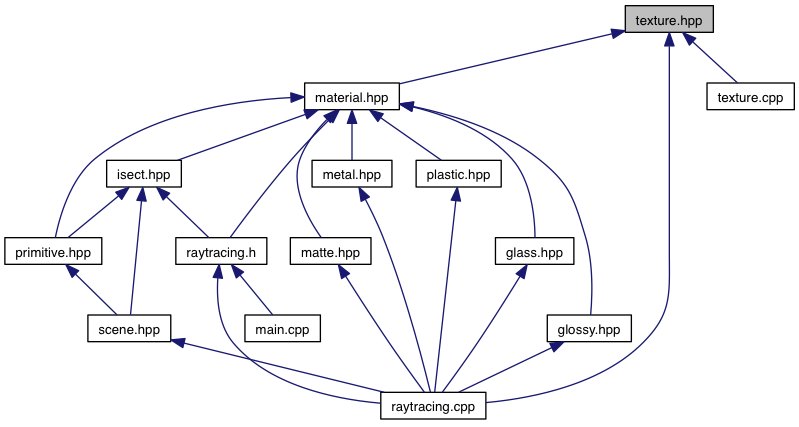 texture.hpp
material.hpp
texture.cpp
isect.hpp
metal.hpp
plastic.hpp
primitive.hpp
raytracing.h
matte.hpp
glass.hpp
scene.hpp
main.cpp
glossy.hpp
raytracing.cpp